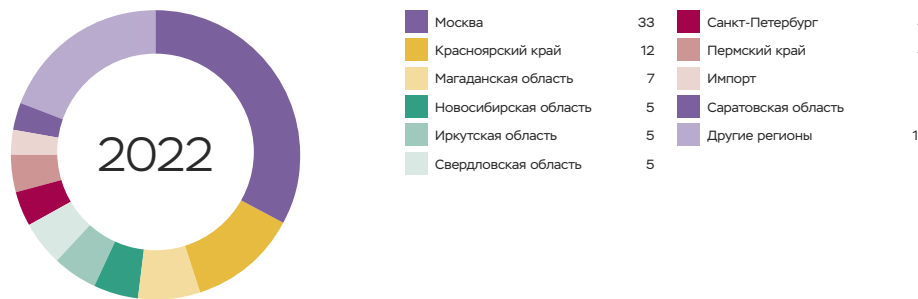 2022
Москва 33
Красноярский край 12
Магаданская область 7
Новосибирская область 5
Иркутская область 5
Свердловская область 5
Санкт-Петербург
Пермский край
Импорт
Саратовская область
Другие регионы 1